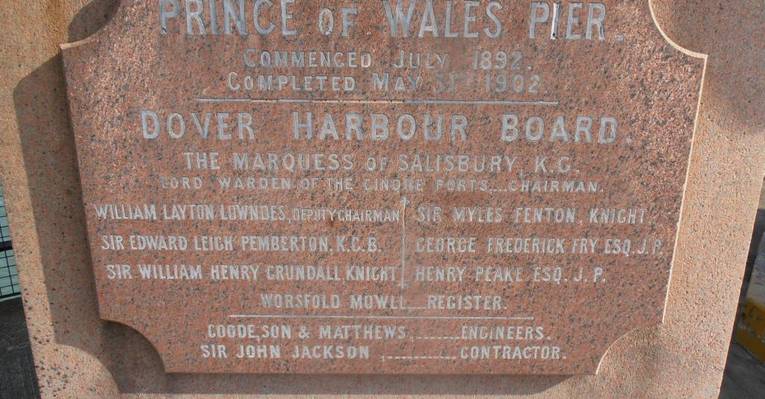 PRINCE OF WALES PIER.
COMMENCED JULY 1892.
COMPLETED MAY 31ST 1902
DOVER HARBOUR BOARD.
THE MARQUESS OF SALISBURY, K.G.
LORD WARDEN OF THE CINQUE PORTS,... CHAIRMAN.
WILLIAM LAYTON LOWNDES, DEPUTY CHAIRMAN SIR MYLES FENTON, KNIGHT
SIR EDWARD LEIGH PEMBERTON, K.C.B. GEORGE FREDERICK FRY ESQ. J.P.
SIR WILLIAM HENRY CRUNDALL KNIGHT HENRY PEAKE ESQ. J.P.
WORSFOLD MOWLL REGISTER.
COODE, SON & MATTHEWS,........ENGINEERS.
SIR JOHN JACKSON ,...........CONTRACTOR.